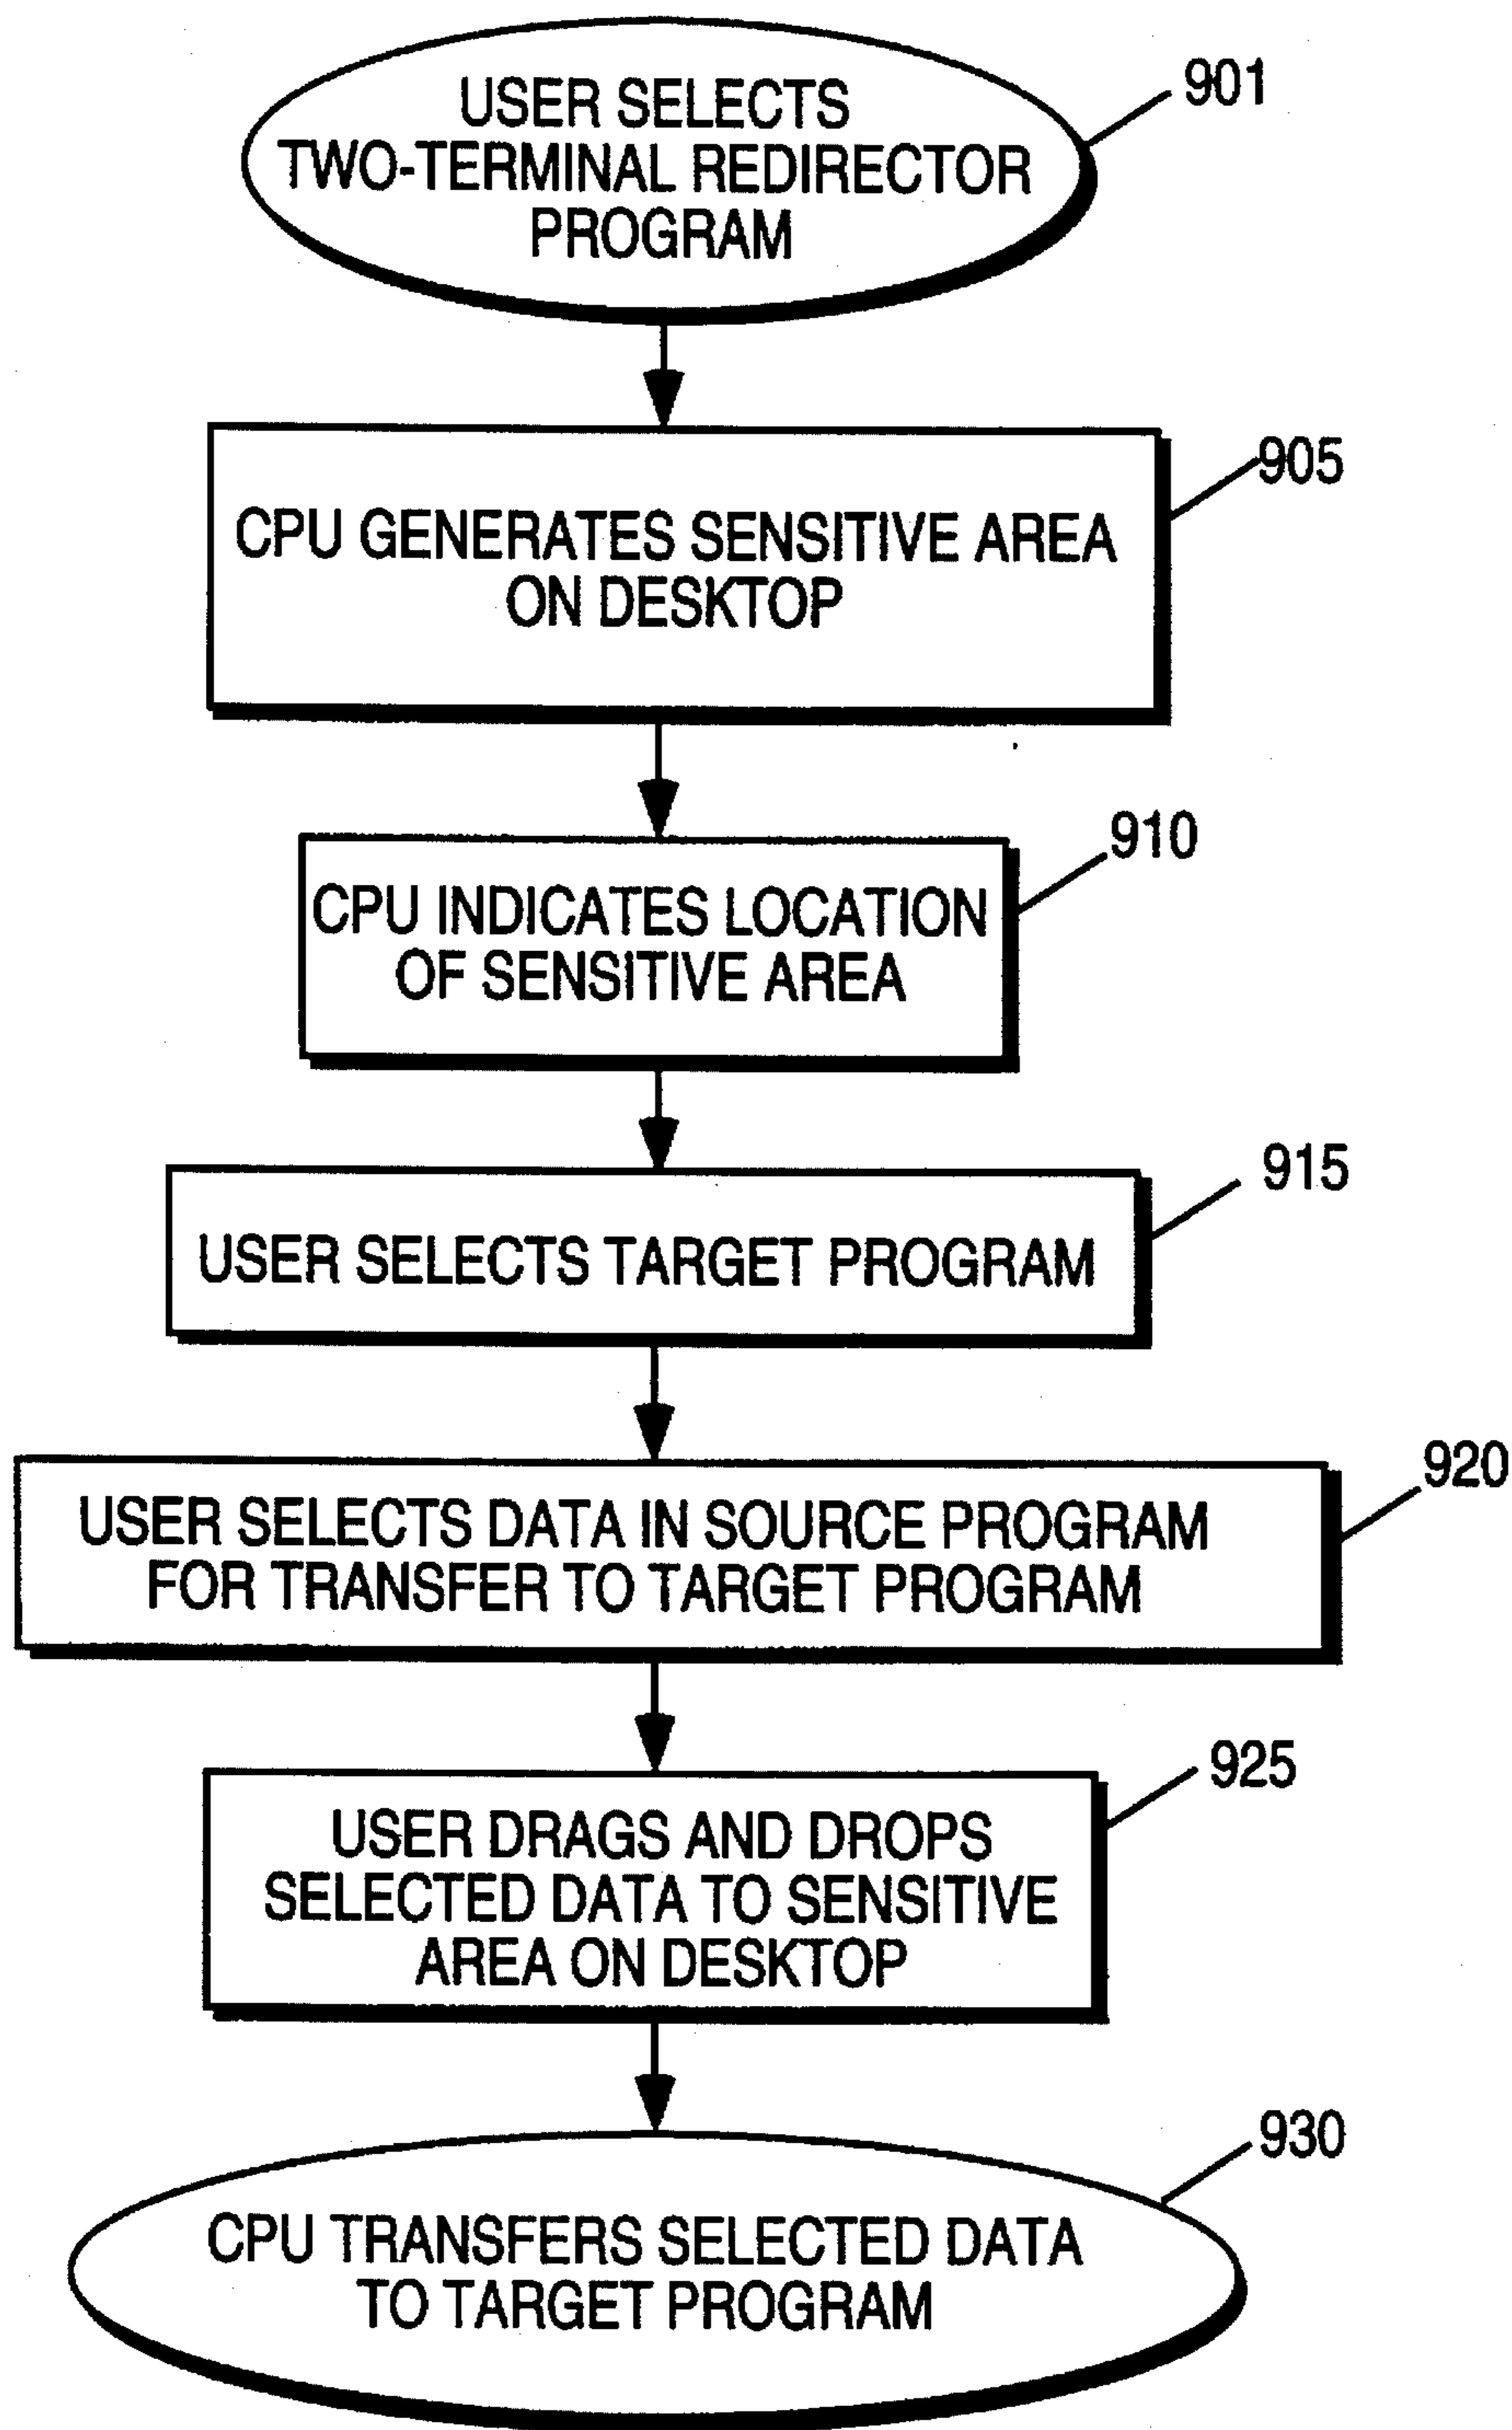 USER SELECTS
TWO-TERMINAL REDIRECTOR
PROGRAM
901
CPU GENERATES SENSITIVE AREA
ON DESKTOP
905
CPU INDICATES LOCATION
OF SENSITIVE AREA
910
USER SELECTS TARGET PROGRAM
915
USER SELECTS DATA IN SOURCE PROGRAM
FOR TRANSFER TO TARGET PROGRAM
920
USER DRAGS AND DROPS
SELECTED DATA TO SENSITIVE
AREA ON DESKTOP
925
CPU TRANSFERS SELECTED DATA
TO TARGET PROGRAM
930